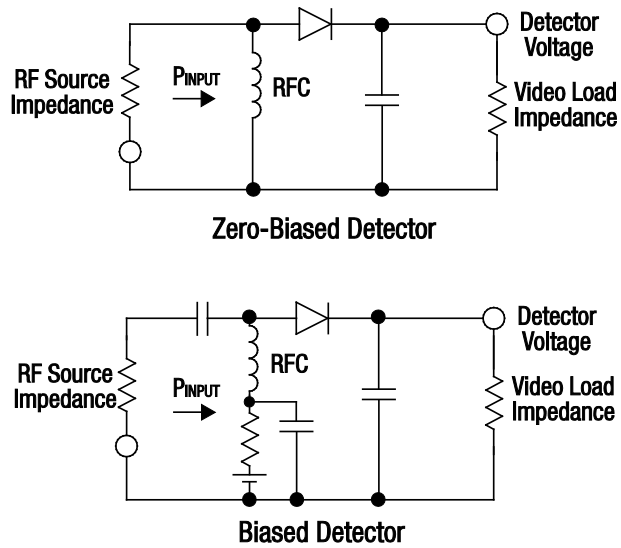 RF Source
Impedance
PINPUT
RFC
Detector
Voltage
Video Load
Impedance
Zero-Biased Detector
RF Source
Impedance
PINPUT
RFC
Detector
Voltage
Video Load
Impedance
Biased Detector